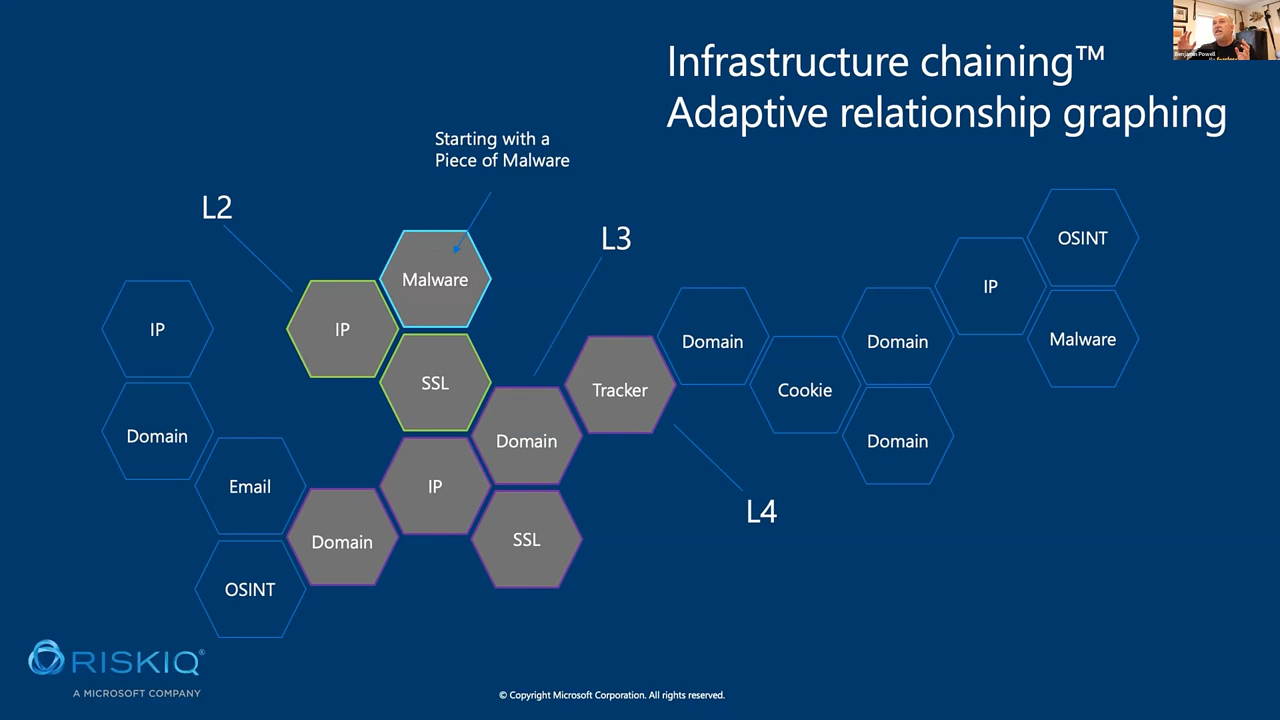 Infrastructure chaining™
Adaptive relationship graphing
Benjamin Powell
Starting with a
Piece of Malware
L2
L3
OSINT
Malware
IP
IP
IP
Domain
Domain
Malware
SSL
Tracker
Cookie
Domain
Domain
Domain
Email
IP
L4
Domain
SSL
OSINT
RISKIQ®
A MICROSOFT COMPANY
© Copyright Microsoft Corporation. All rights reserved.